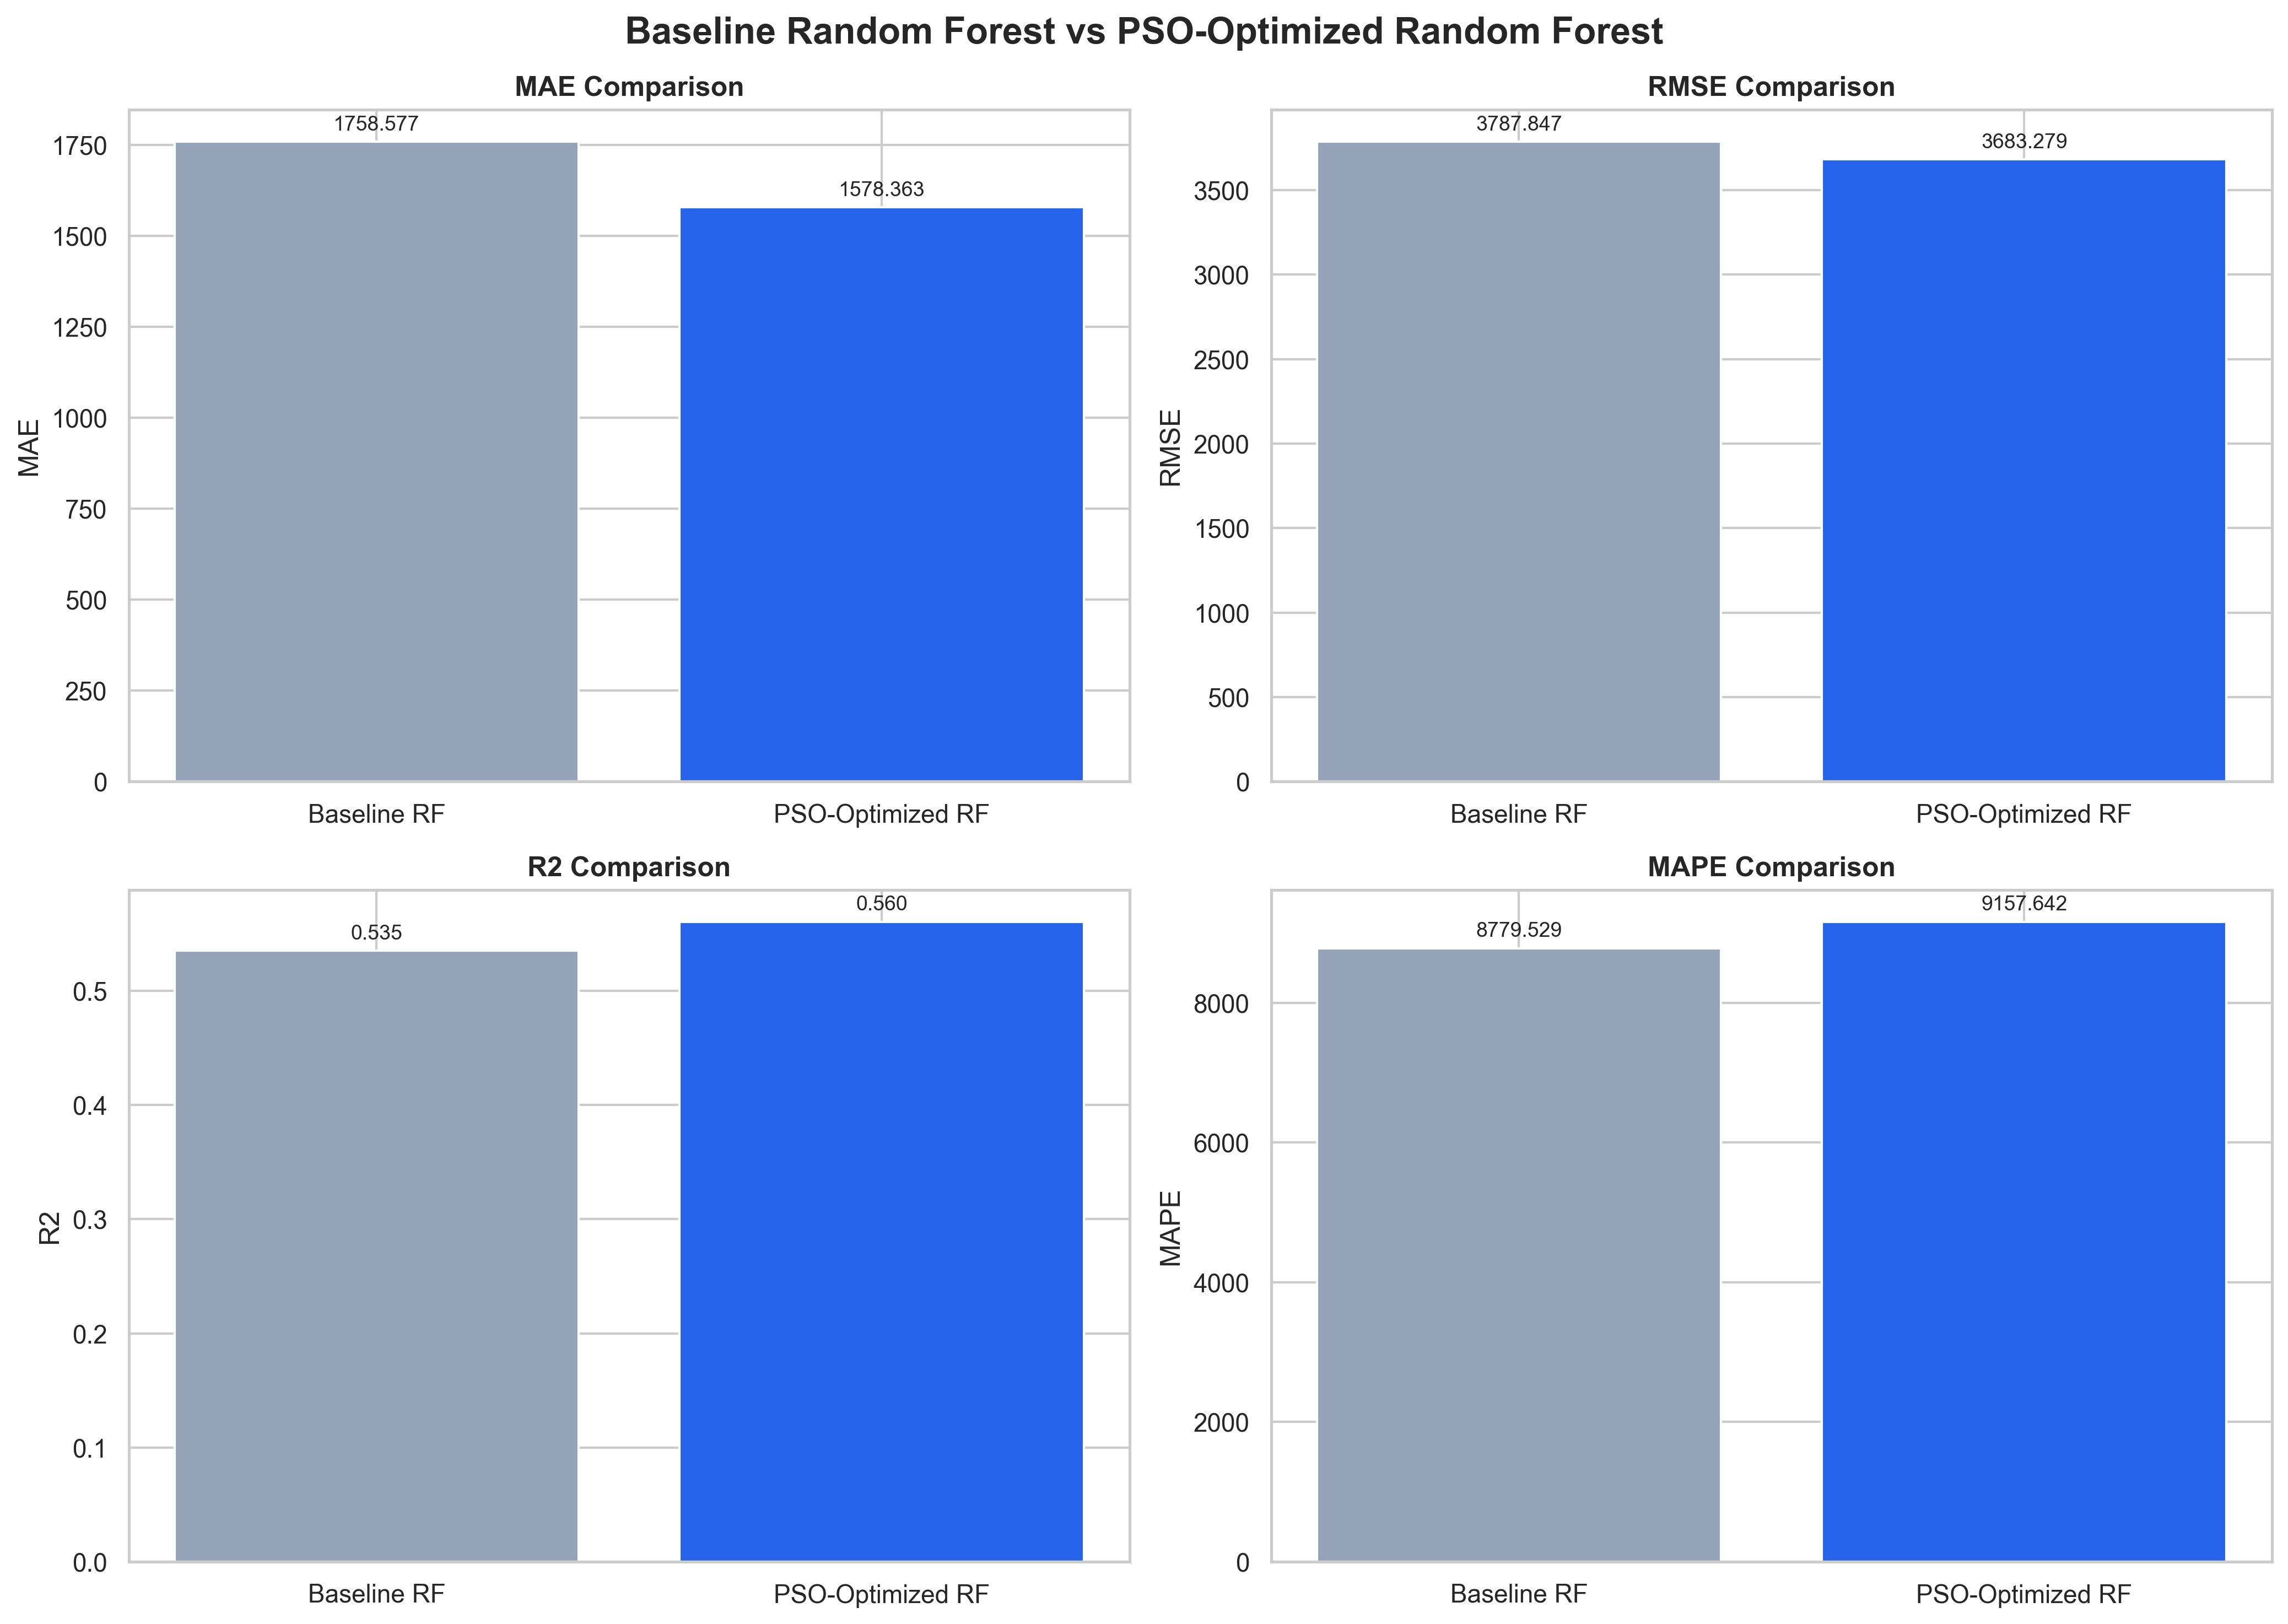 Baseline Random Forest vs PSO-Optimized Random Forest
MAE Comparison
1758.577
1578.363
1750
1500
1250
1000
750
500
250
0
MAE
Baseline RF
PSO-Optimized RF
RMSE Comparison
3787.847
3683.279
3500
3000
2500
2000
1500
1000
500
0
RMSE
Baseline RF
PSO-Optimized RF
R2 Comparison
0.535
0.560
0.5
0.4
0.3
0.2
0.1
0.0
R2
Baseline RF
PSO-Optimized RF
MAPE Comparison
8779.529
9157.642
8000
6000
4000
2000
0
MAPE
Baseline RF
PSO-Optimized RF